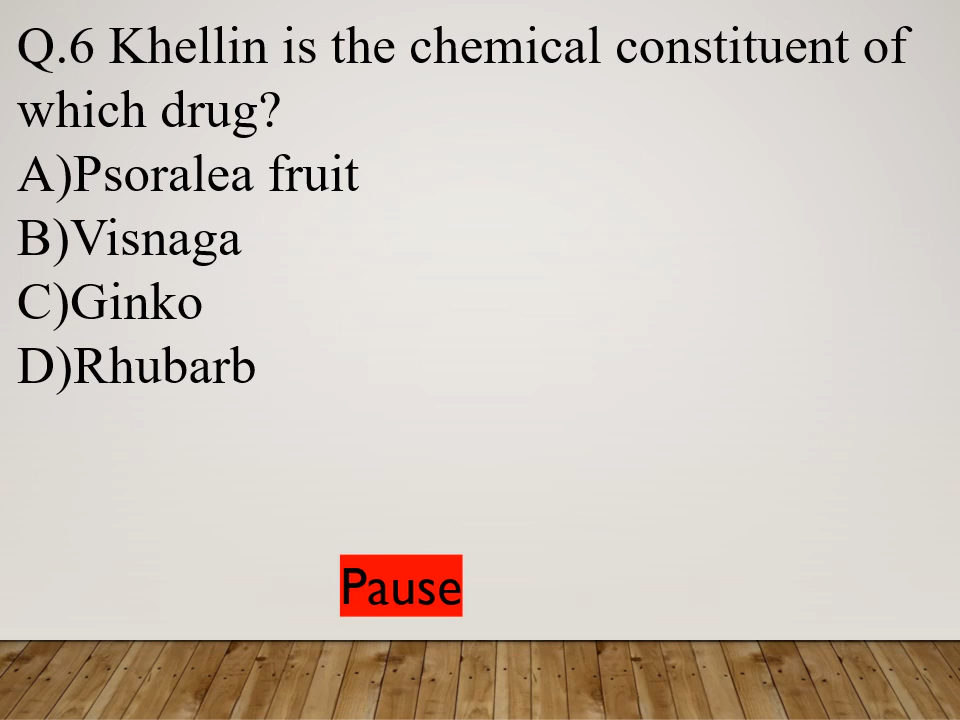 Q.6 Khellin is the chemical constituent of
which drug?
A)Psoralea fruit
B)Visnaga
C)Ginko
D)Rhubarb
Pause